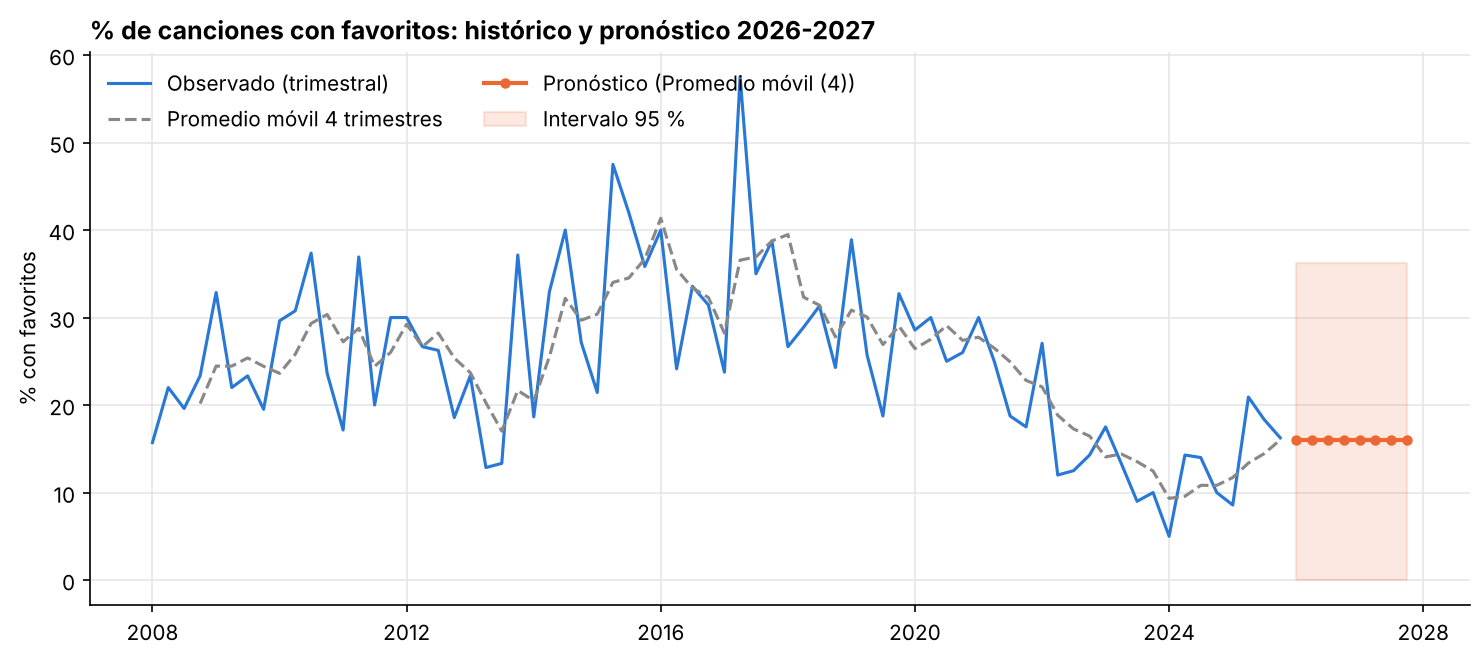 % de canciones con favoritos: histórico y pronóstico 2026-2027
Observado (trimestral)
Promedio móvil 4 trimestres
Pronóstico (Promedio móvil (4))
Intervalo 95 %
% con favoritos
60
50
40
30
20
10
0
2008 2012 2016 2020 2024 2028